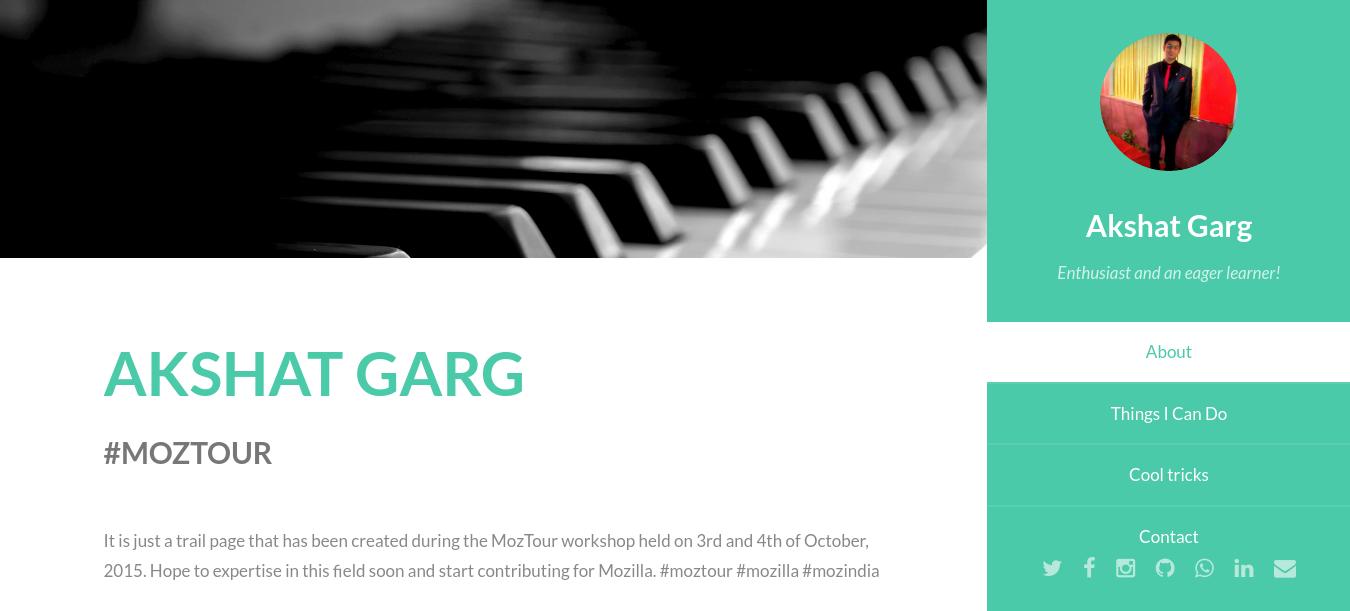 AKSHAT GARG
#MOZTOUR
It is just a trail page that has been created during the MozTour workshop held on 3rd and 4th of October,
2015. Hope to expertise in this field soon and start contributing for Mozilla. #moztour #mozilla #mozindia
Akshat Garg
Enthusiast and an eager learner!
About
Things I Can Do
Cool tricks
Contact